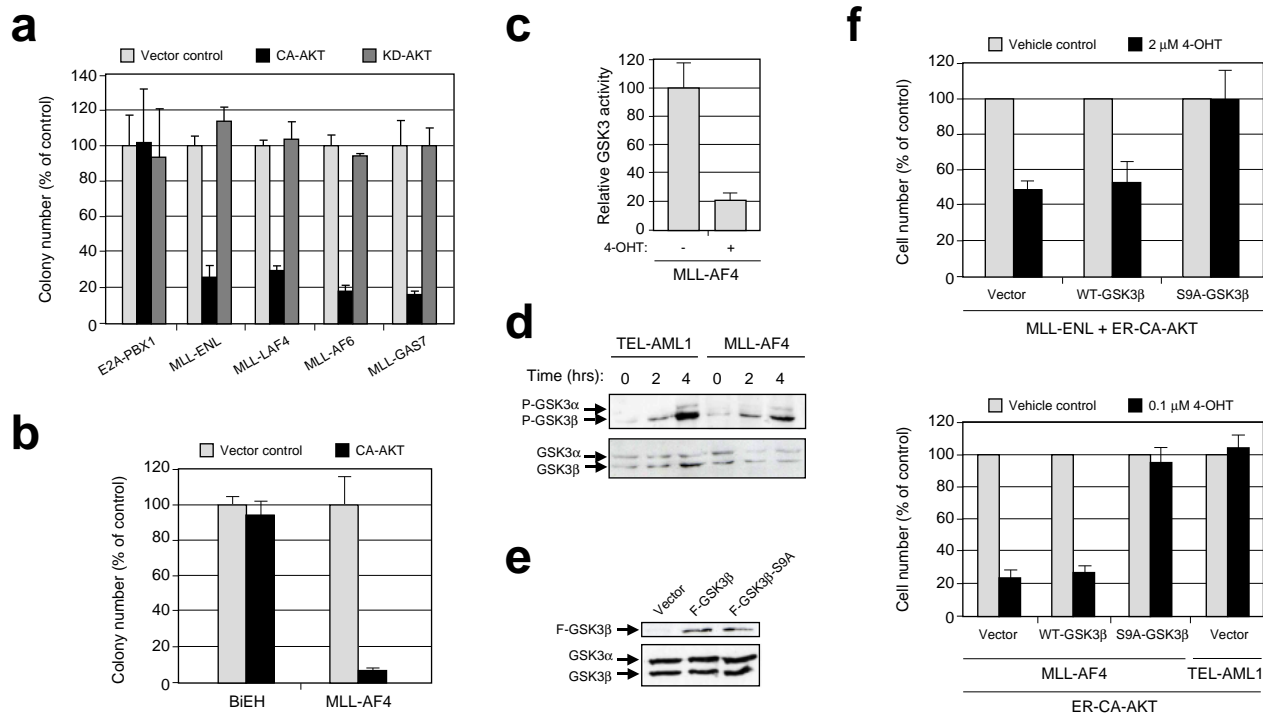 a
Vector control CA-AKT KD-AKT
Colony number (% of control)
140
120
100
80
60
40
20
0
E2A-PBX1
MLL-ENL
MLL-LAF4
MLL-AF6
MLL-GAS7
b
Vector control CA-AKT
Colony number (% of control)
120
100
80
60
40
20
0
BiEH MLL-AF4
c
Relative GSK3 activity
120
100
80
60
40
20
0
4-OHT: - +
MLL-AF4
d
TEL-AML1 MLL-AF4
Time (hrs): 0 2 4 0 2 4
P-GSK3α
P-GSK3β
GSK3α
GSK3β
e
Vector
F-GSK3β
F-GSK3β-S9A
F-GSK3β
GSK3α
GSK3β
f
Vehicle control 2 μM 4-OHT
Cell number (% of control)
120
100
80
60
40
20
0
Vector WT-GSK3β S9A-GSK3β
MLL-ENL + ER-CA-AKT
Vehicle control 0.1 μM 4-OHT
Cell number (% of control)
120
100
80
60
40
20
0
Vector WT-GSK3β S9A-GSK3β Vector
MLL-AF4 TEL-AML1
ER-CA-AKT